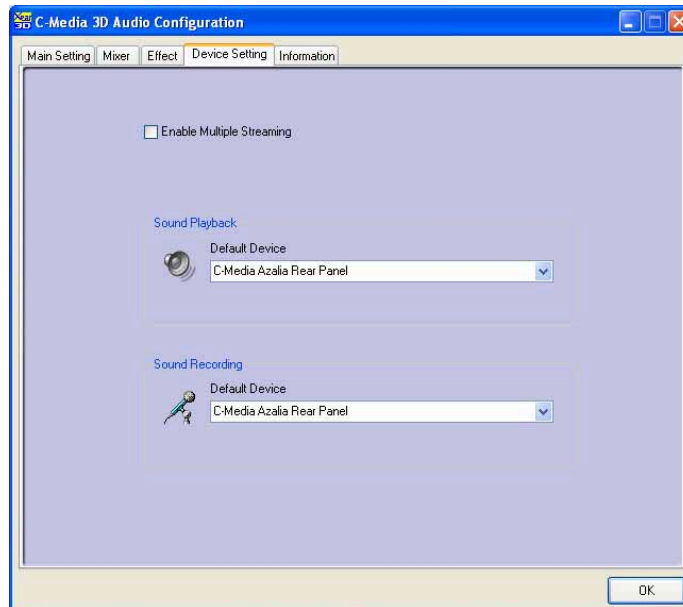 C-Media 3D Audio Configuration
Main Setting Mixer Effect Device Setting Information
Enable Multiple Streaming
Sound Playback
Default Device
C-Media Azalia Rear Panel
Sound Recording
Default Device
C-Media Azalia Rear Panel
OK